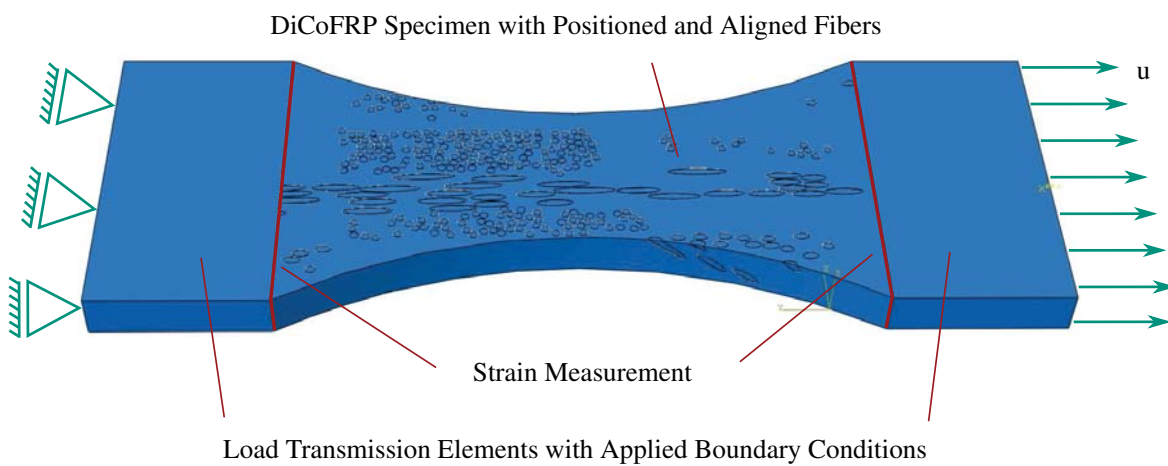 DiCoFRP Specimen with Positioned and Aligned Fibers
u
Strain Measurement
Load Transmission Elements with Applied Boundary Conditions